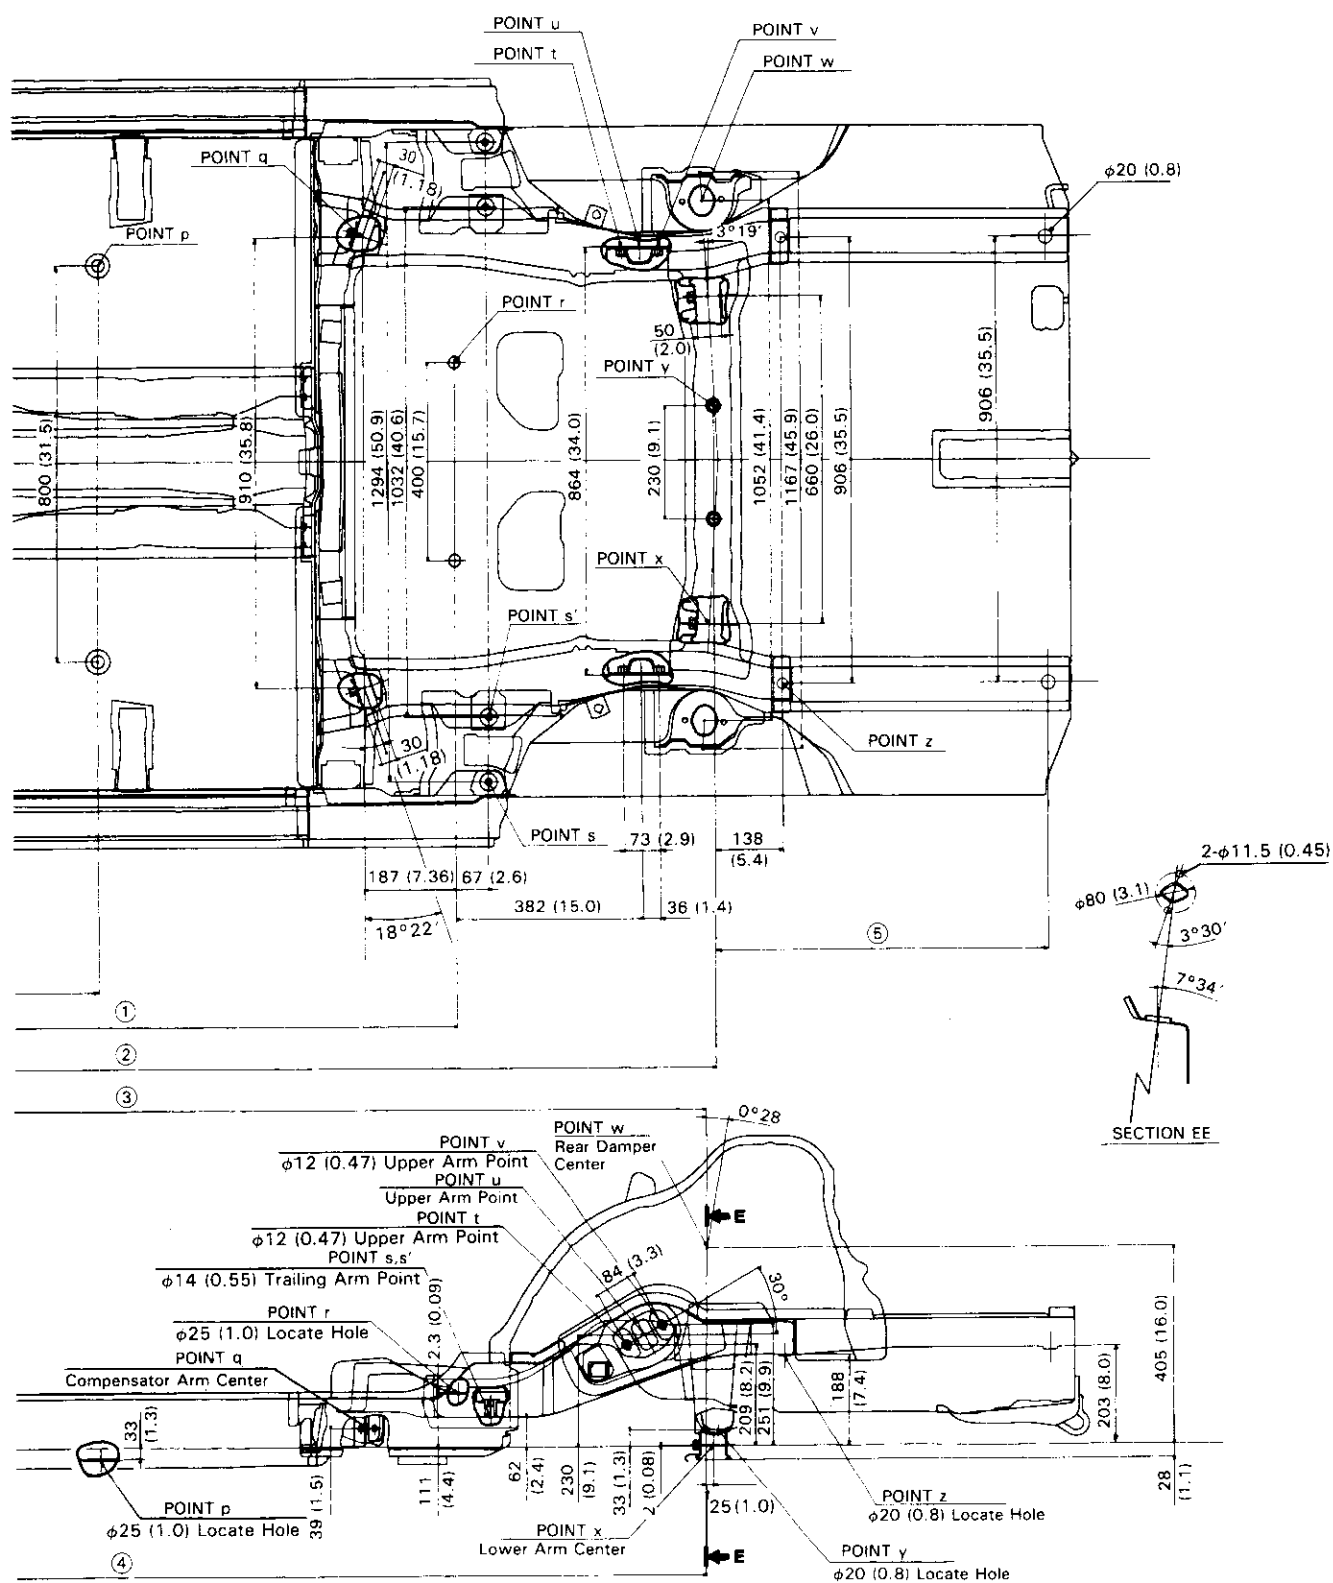 POINT u
POINT v
POINT t
POINT w
POINT q
30
(1.18)
φ20 (0.8)
POINT p
3°19′
POINT r
50
(2.0)
POINT y
800 (31.5)
910 (35.8)
1294 (50.9)
1032 (40.6)
400 (15.7)
864 (34.0)
230 (9.1)
1052 (41.4)
1167 (45.9)
660 (26.0)
906 (35.5)
906 (35.5)
POINT x
POINT s′
30
(1.18)
POINT z
POINT s
73 (2.9)
138
(5.4)
187 (7.36)
67 (2.6)
382 (15.0)
36 (1.4)
18°22′
⑤
2-φ11.5 (0.45)
φ80 (3.1)
3°30′
7°34′
①
②
③
SECTION EE
0°28
POINT v
φ12 (0.47) Upper Arm Point
POINT w
Rear Damper
Center
POINT u
Upper Arm Point
POINT t
φ12 (0.47) Upper Arm Point
E
POINT s,s′
φ14 (0.55) Trailing Arm Point
84 (3.3)
30°
POINT r
φ25 (1.0) Locate Hole
2.3 (0.09)
POINT q
Compensator Arm Center
405 (16.0)
203 (8.0)
188
(7.4)
209 (8.2)
251 (9.9)
33
(1.3)
39 (1.5)
111
(4.4)
62
(2.4)
230
(9.1)
33 (1.3)
2 (0.08)
28
(1.1)
25 (1.0)
POINT p
φ25 (1.0) Locate Hole
POINT z
φ20 (0.8) Locate Hole
POINT x
Lower Arm Center
E
POINT y
φ20 (0.8) Locate Hole
④